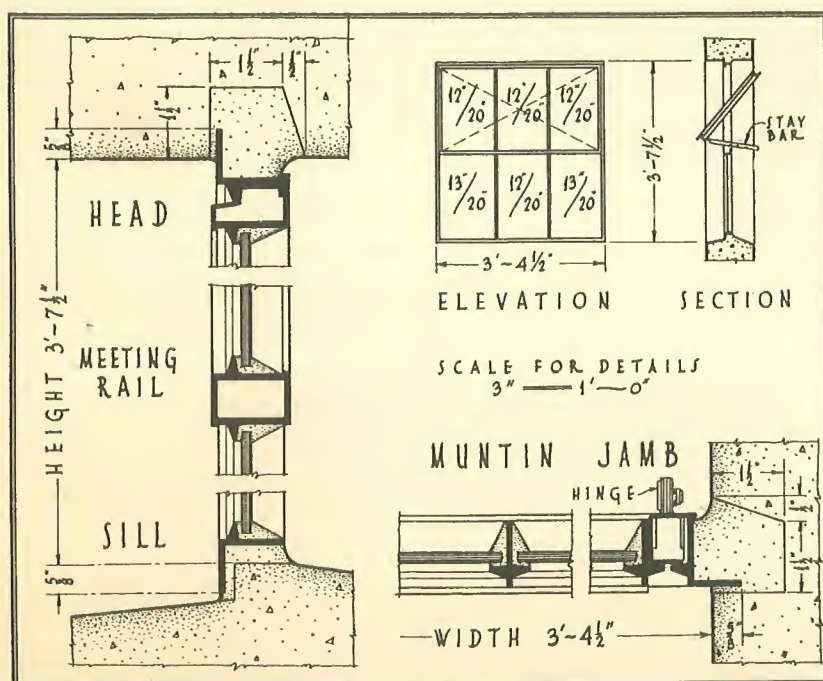 1½"
½"
1½"
⅝"
HEAD
HEIGHT 3'-7½"
MEETING
RAIL
SILL
⅝"
12"/20" 12"/20" 12"/20"
13"/20" 12"/20" 13"/20"
3'-7½"
3'-4½"
STAY
BAR
ELEVATION SECTION
SCALE FOR DETAILS
3" 1'-0"
MUNTIN JAMB
HINGE
1½"
½"
1½"
⅝"
WIDTH 3'-4½"